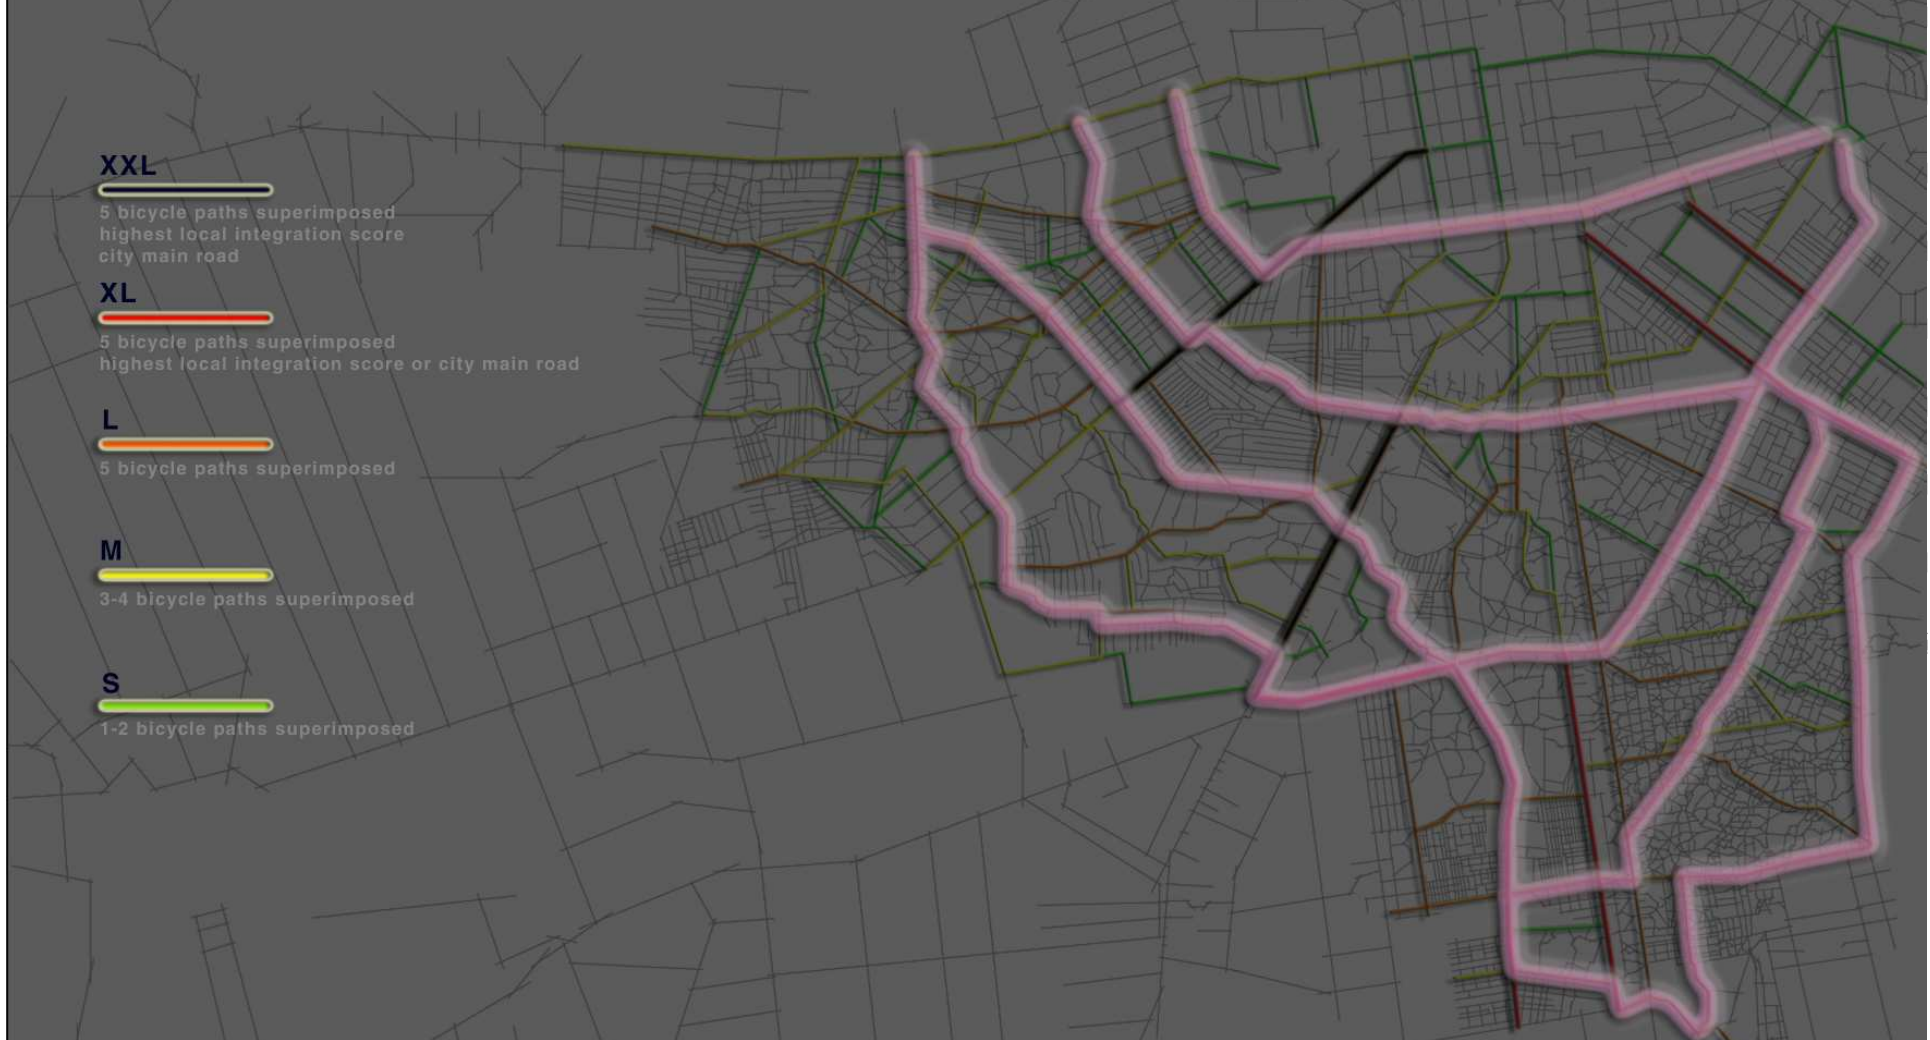 XXL
5 bicycle paths superimposed
highest local integration score
city main road
XL
5 bicycle paths superimposed
highest local integration score or city main road
L
5 bicycle paths superimposed
M
3-4 bicycle paths superimposed
S
1-2 bicycle paths superimposed